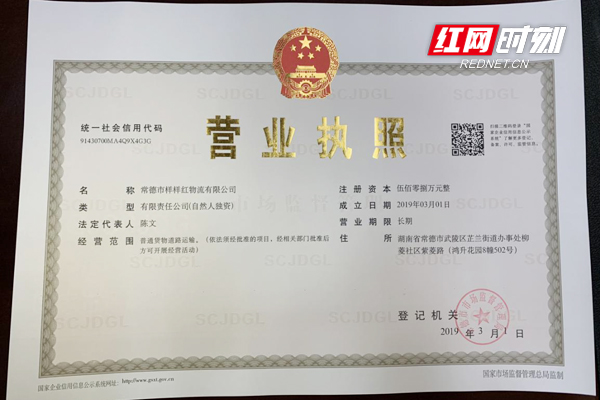 红网时刻
REDNET.CN
统一社会信用代码
91430700MA4Q9X4G3G
营业执照
扫描二维码登录“国
家企业信用信息公示
系统”了解更多登记、
备案、许可、监管信息。
名称 常德市样样红物流有限公司
类型 有限责任公司(自然人独资)
法定代表人 陈文
经营范围 普通货物道路运输。(依法须经批准的项目,经相关部门批准后
方可开展经营活动)
注册资本 伍佰零捌万元整
成立日期 2019年03月01日
营业期限 长期
住所 湖南省常德市武陵区芷兰街道办事处柳
菱社区紫菱路(鸿升花园8幢502号)
登记机关
2019年3月1日
国家企业信用信息公示系统网址:http://www.gsxt.gov.cn
国家市场监督管理总局监制